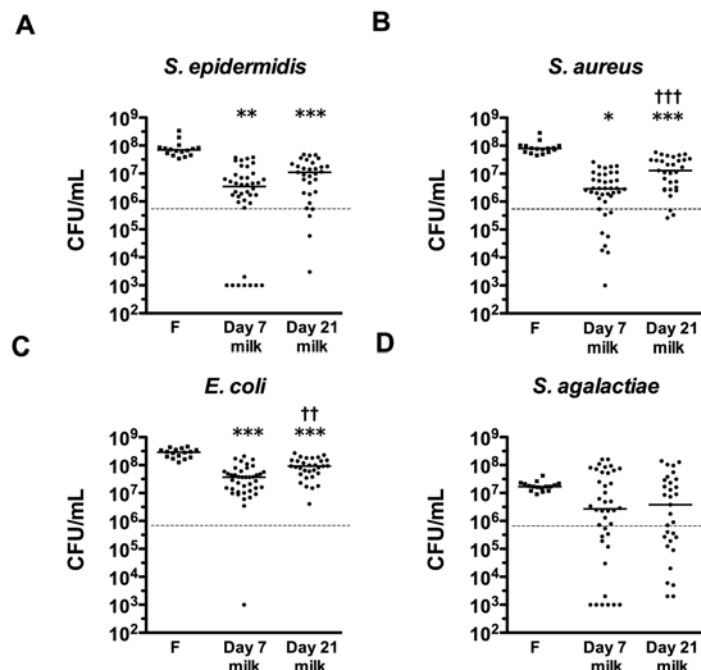 A
S. epidermidis
** ***
CFU/mL
10⁹
10⁸
10⁷
10⁶
10⁵
10⁴
10³
10²
F Day 7 milk Day 21 milk
B
S. aureus
†††
* ***
CFU/mL
10⁹
10⁸
10⁷
10⁶
10⁵
10⁴
10³
10²
F Day 7 milk Day 21 milk
C
E. coli
††
*** ***
CFU/mL
10⁹
10⁸
10⁷
10⁶
10⁵
10⁴
10³
10²
F Day 7 milk Day 21 milk
D
S. agalactiae
CFU/mL
10⁹
10⁸
10⁷
10⁶
10⁵
10⁴
10³
10²
F Day 7 milk Day 21 milk